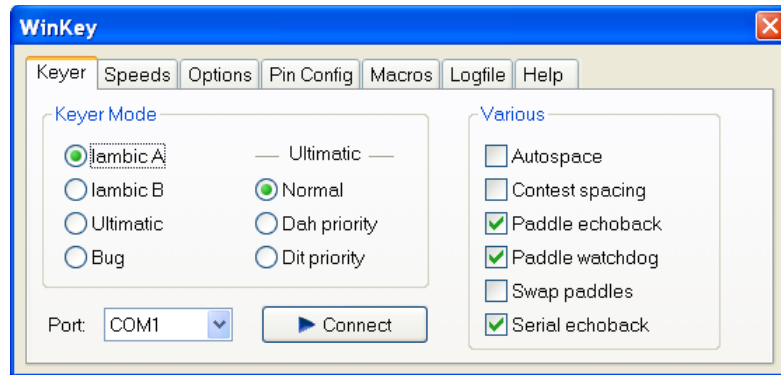 WinKey
Keyer Speeds Options Pin Config Macros Logfile Help
Keyer Mode
Iambic A
Iambic B
Ultimatic
Bug
Ultimatic
Normal
Dah priority
Dit priority
Various
Autospace
Contest spacing
Paddle echoback
Paddle watchdog
Swap paddles
Serial echoback
Port: COM1 Connect